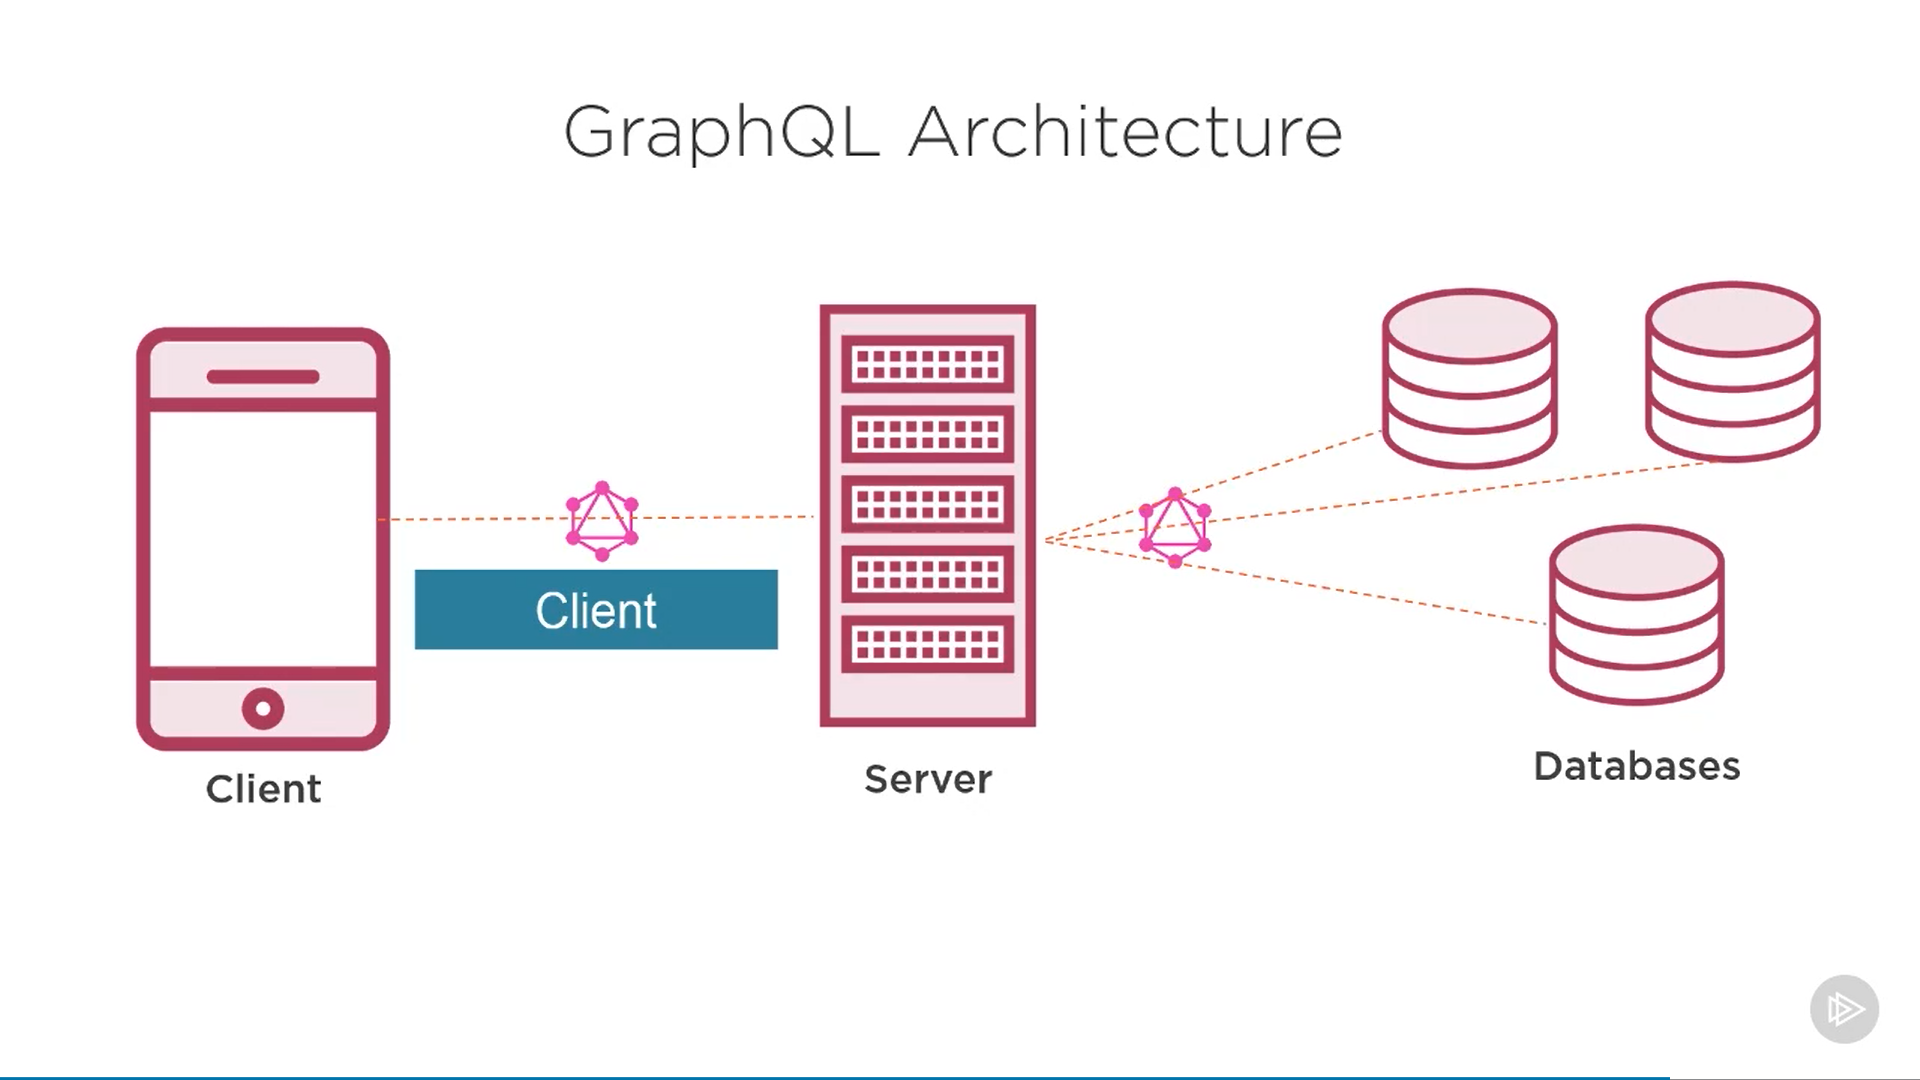 GraphQL Architecture
Client
Client
Server
Databases